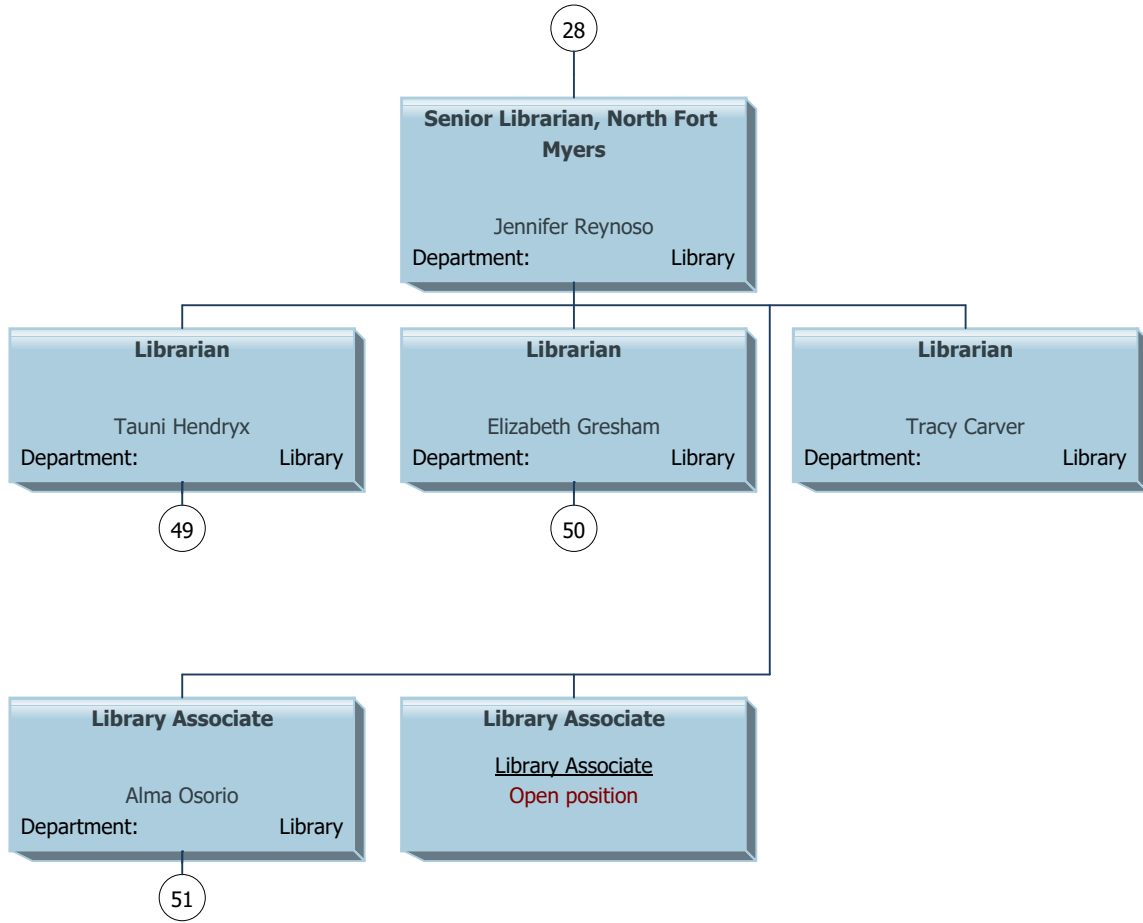 28
Senior Librarian, North Fort
Myers
Jennifer Reynoso
Department: Library
Librarian
Tauni Hendryx
Department: Library
49
Librarian
Elizabeth Gresham
Department: Library
50
Librarian
Tracy Carver
Department: Library
Library Associate
Alma Osorio
Department: Library
51
Library Associate
Library Associate
Open position